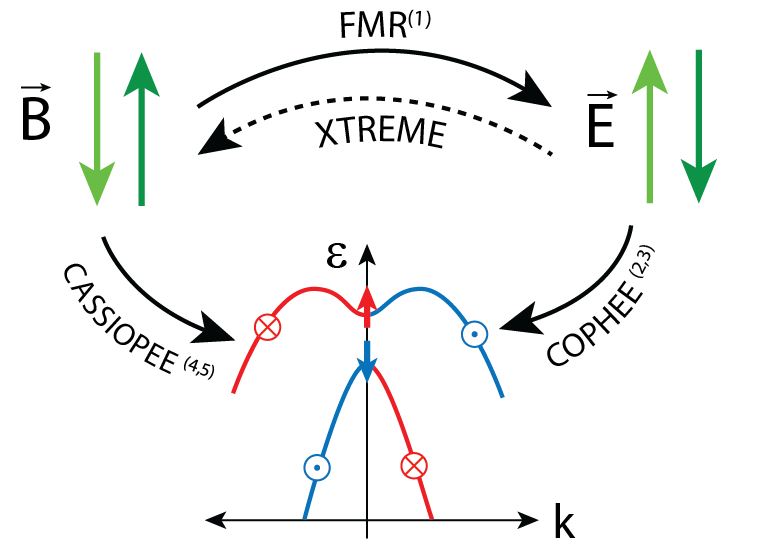 FMR(1)
B
XTREME
E
CASSIOPEE (4,5)
ε
COPHEE (2,3)
k